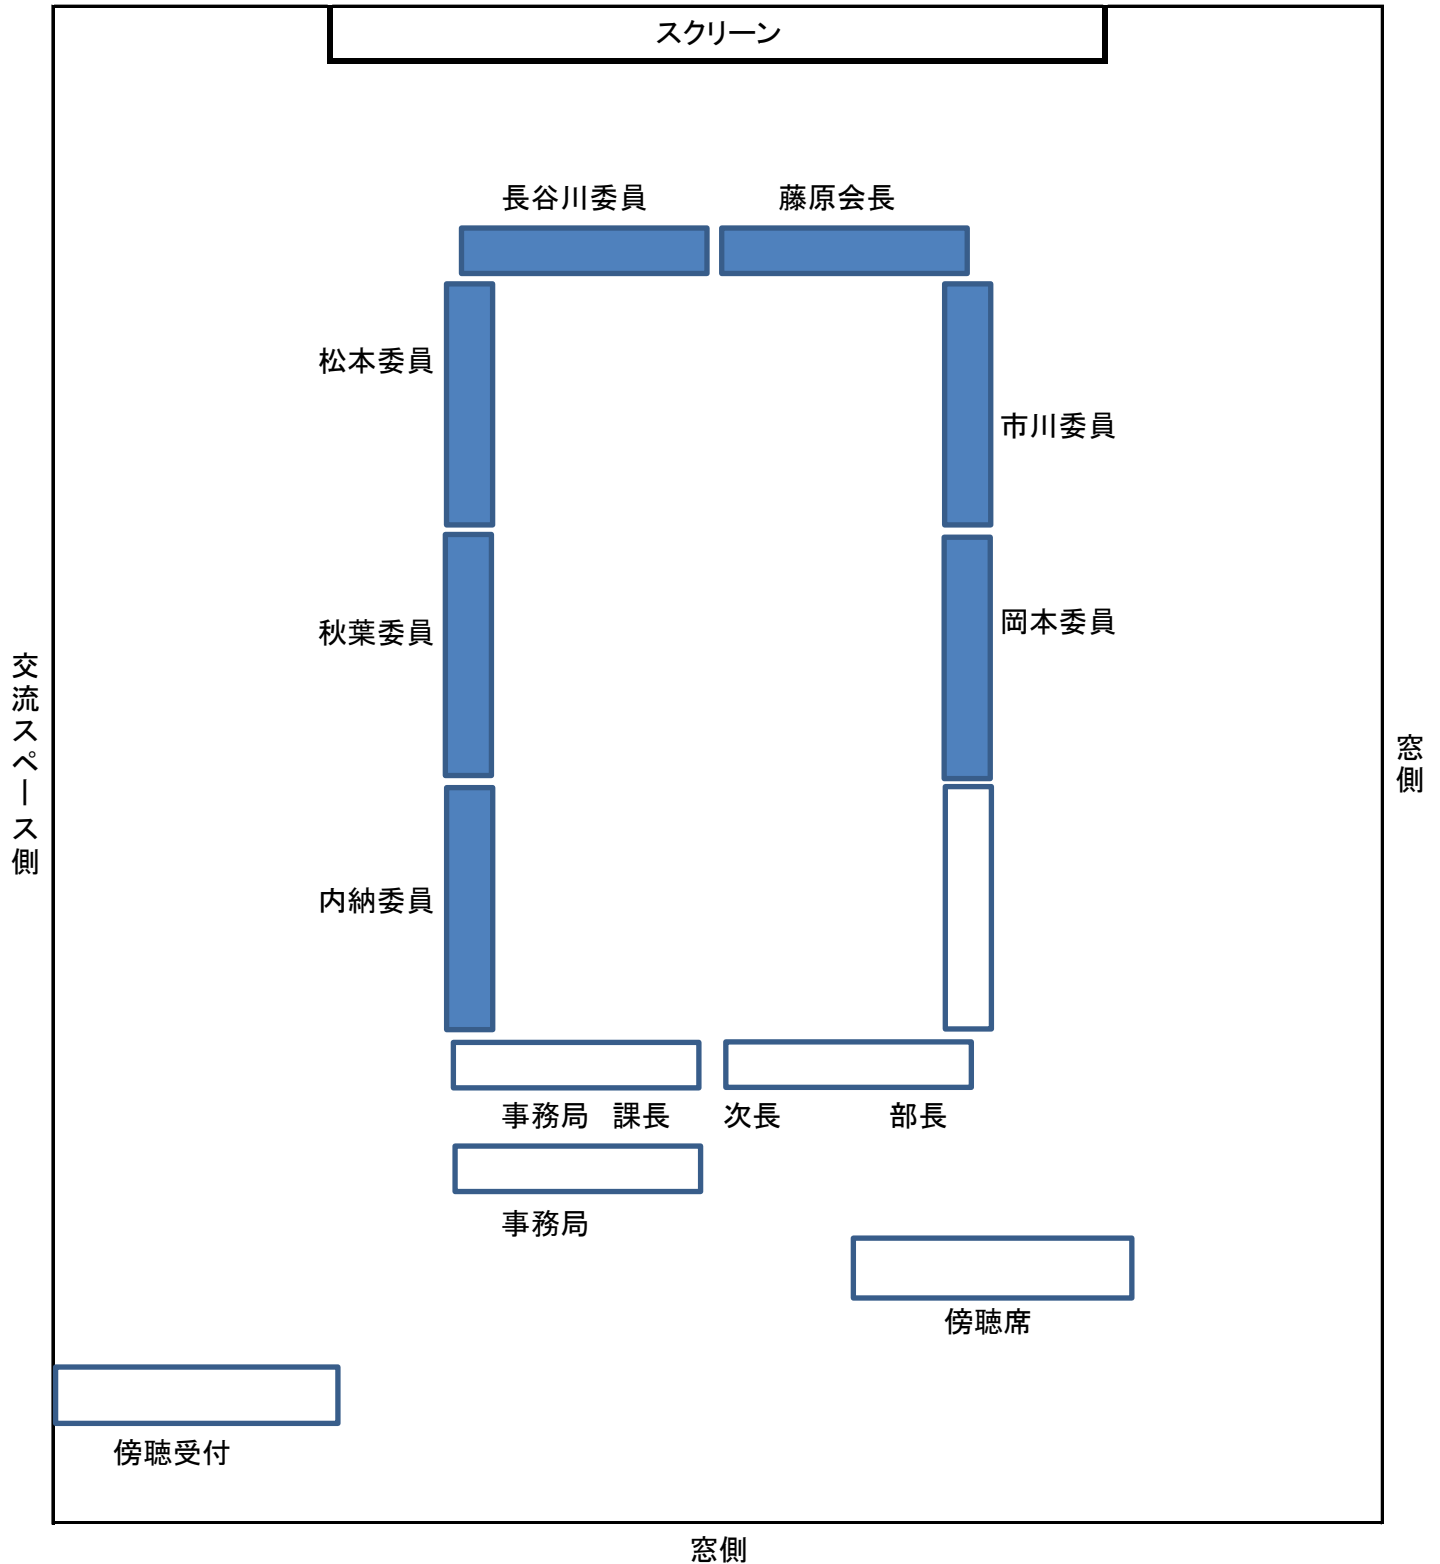 スクリーン
長谷川委員
藤原会長
松本委員
市川委員
秋葉委員
岡本委員
交流スペース側
窓側
内納委員
事務局 課長
次長
部長
事務局
傍聴席
傍聴受付
窓側